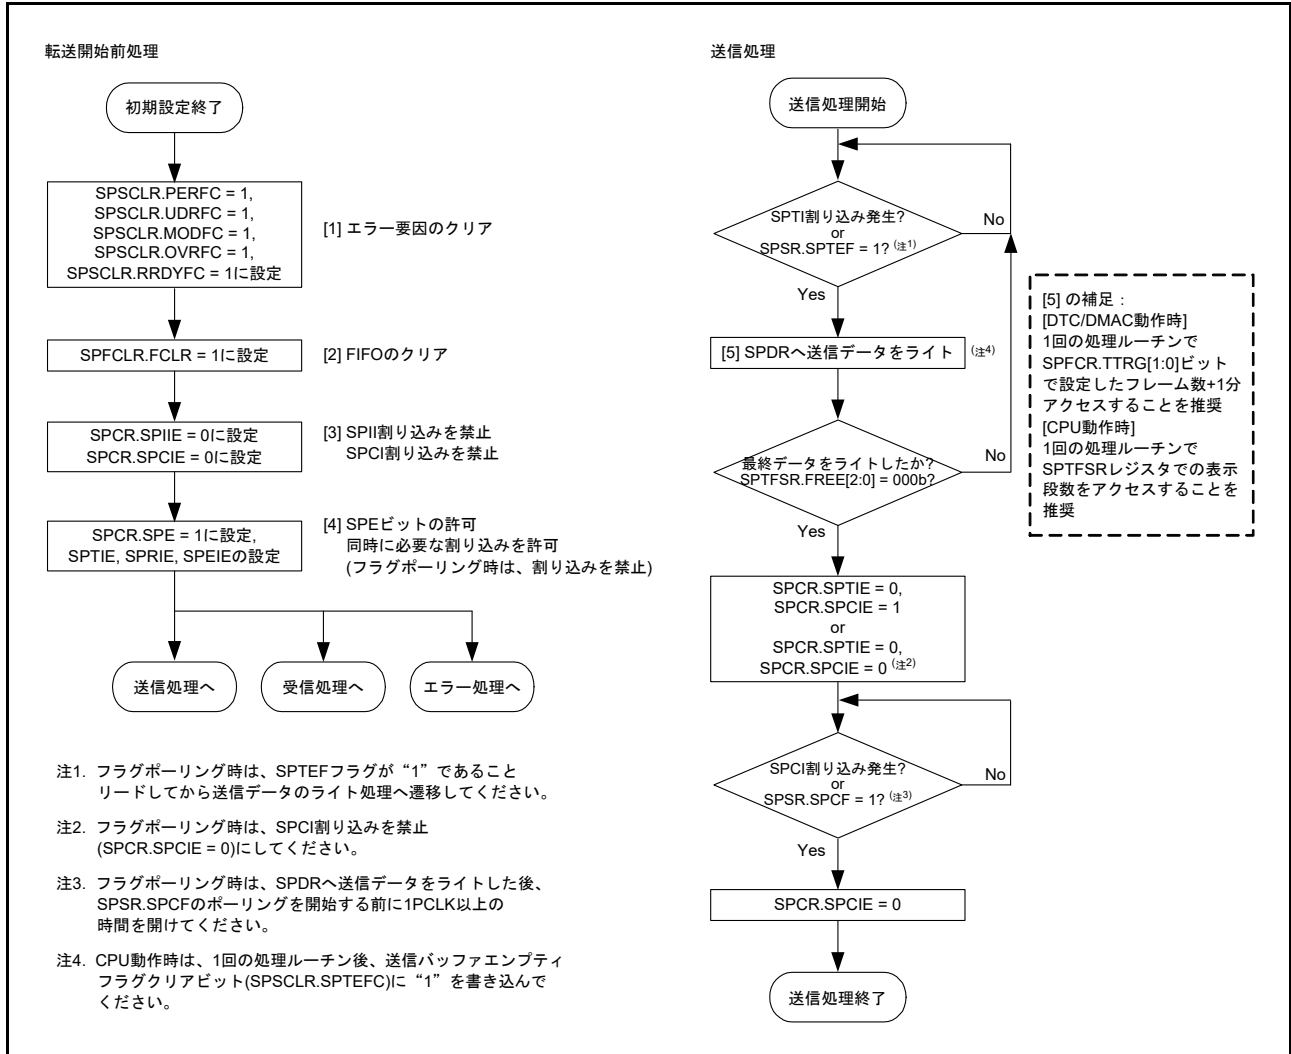 転送開始前処理
初期設定終了
SPSCLR.PERFC = 1,
SPSCLR.UDRFC = 1,
SPSCLR.MODFC = 1,
SPSCLR.OVRFC = 1,
SPSCLR.RRDYFC = 1に設定
[1] エラー要因のクリア
SPFCLR.FCLR = 1に設定
[2] FIFOのクリア
SPCR.SPIIE = 0に設定
SPCR.SPCIE = 0に設定
[3] SPII割り込みを禁止
SPCI割り込みを禁止
SPCR.SPE = 1に設定,
SPTIE, SPRIE, SPEIEの設定
[4] SPEビットの許可
同時に必要な割り込みを許可
(フラグポーリング時は、割り込みを禁止)
送信処理へ
受信処理へ
エラー処理へ
注1. フラグポーリング時は、SPTEFフラグが“1”であること
リードしてから送信データのライト処理へ遷移してください。
注2. フラグポーリング時は、SPCI割り込みを禁止
(SPCR.SPCIE = 0)にしてください。
注3. フラグポーリング時は、SPDRへ送信データをライトした後、
SPSR.SPCFのポーリングを開始する前に1PCLK以上の
時間を開けてください。
注4. CPU動作時は、1回の処理ルーチン後、送信バッファエンプティ
フラグクリアビット(SPSCLR.SPTEFC)に“1”を書き込んで
ください。
送信処理
送信処理開始
SPTI割り込み発生?
or
SPSR.SPTEF = 1? (注1)
No
Yes
[5] SPDRへ送信データをライト (注4)
最終データをライトしたか?
SPTFSR.FREE[2:0] = 000b?
No
Yes
SPCR.SPTIE = 0,
SPCR.SPCIE = 1
or
SPCR.SPTIE = 0,
SPCR.SPCIE = 0 (注2)
SPCI割り込み発生?
or
SPSR.SPCF = 1? (注3)
No
Yes
SPCR.SPCIE = 0
送信処理終了
[5] の補足：
[DTC/DMAC動作時]
1回の処理ルーチンで
SPFCR.TTRG[1:0]ビット
で設定したフレーム数+1分
アクセスすることを推奨
[CPU動作時]
1回の処理ルーチンで
SPTFSRレジスタでの表示
段数をアクセスすることを
推奨